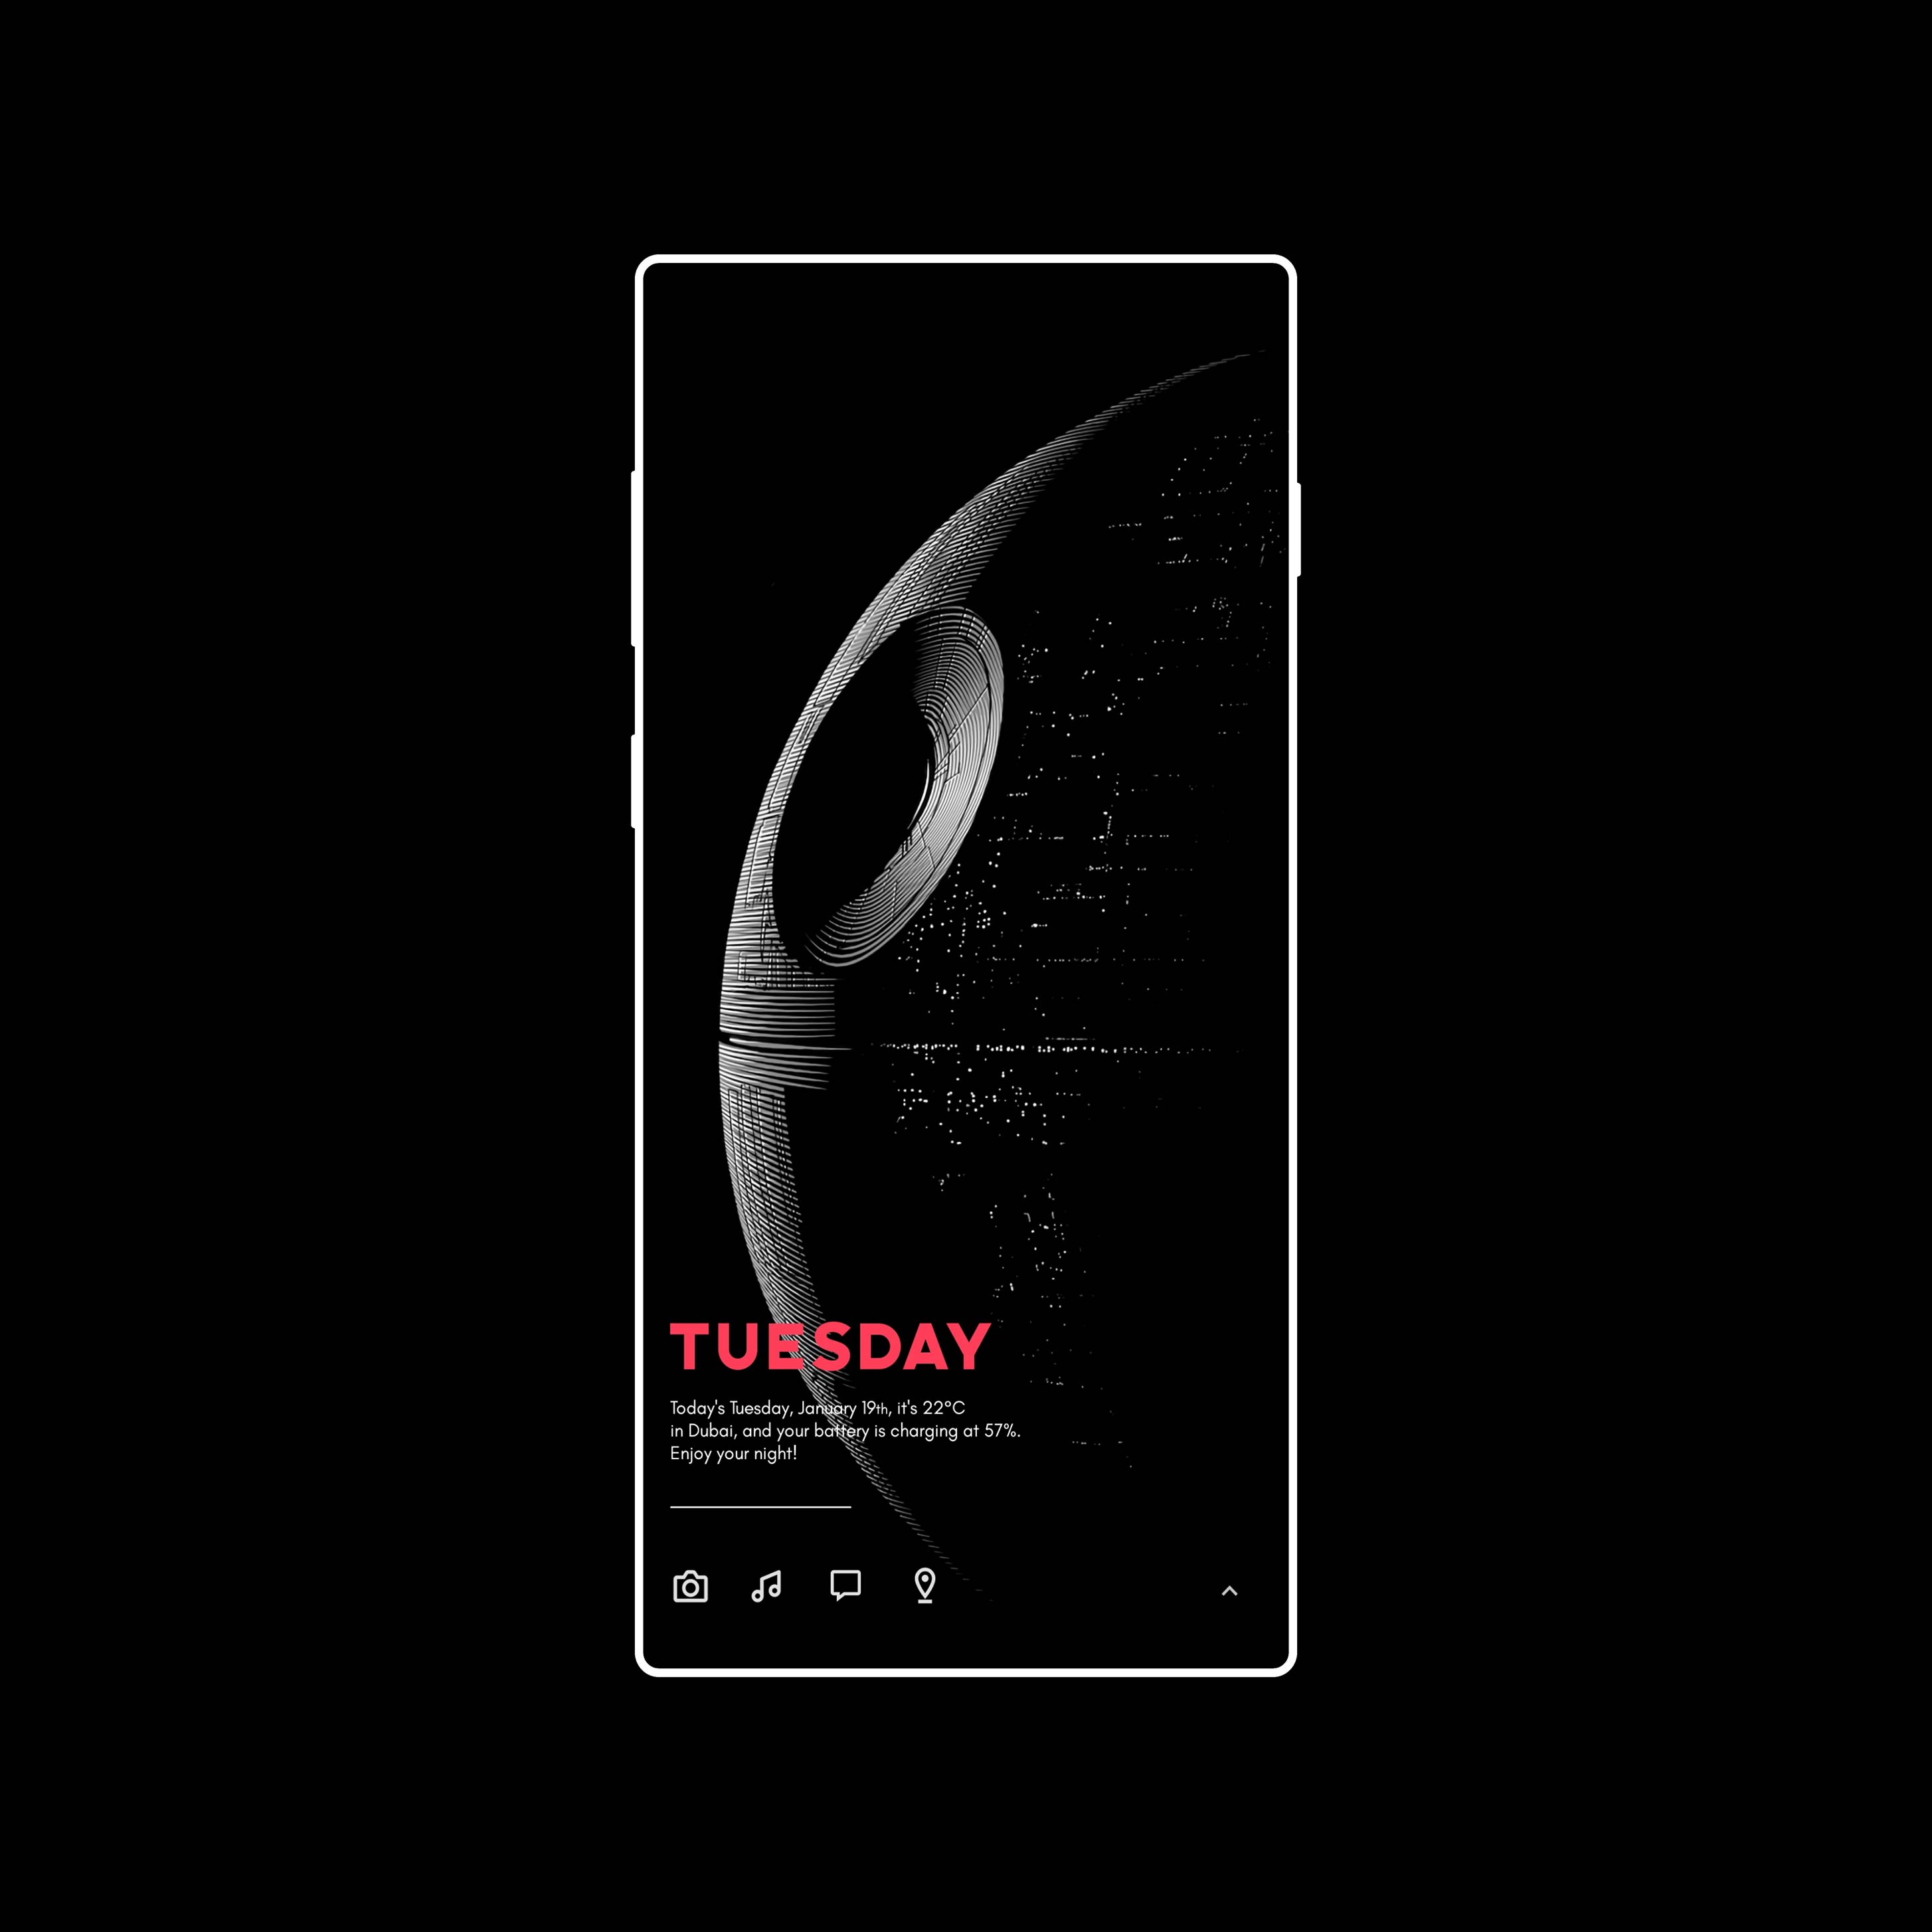 TUESDAY
Today's Tuesday, January 19th, it's 22°C
in Dubai, and your battery is charging at 57%.
Enjoy your night!